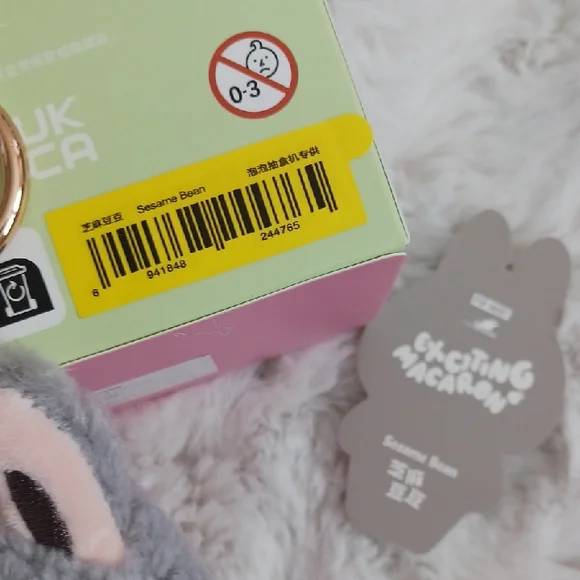 0-3
UK
CA
芝麻豆豆 Sesame Bean 泡泡抽盒机专供
6 941848 244765
EXCITING
MACARON
Sesame Bean
芝麻
豆豆